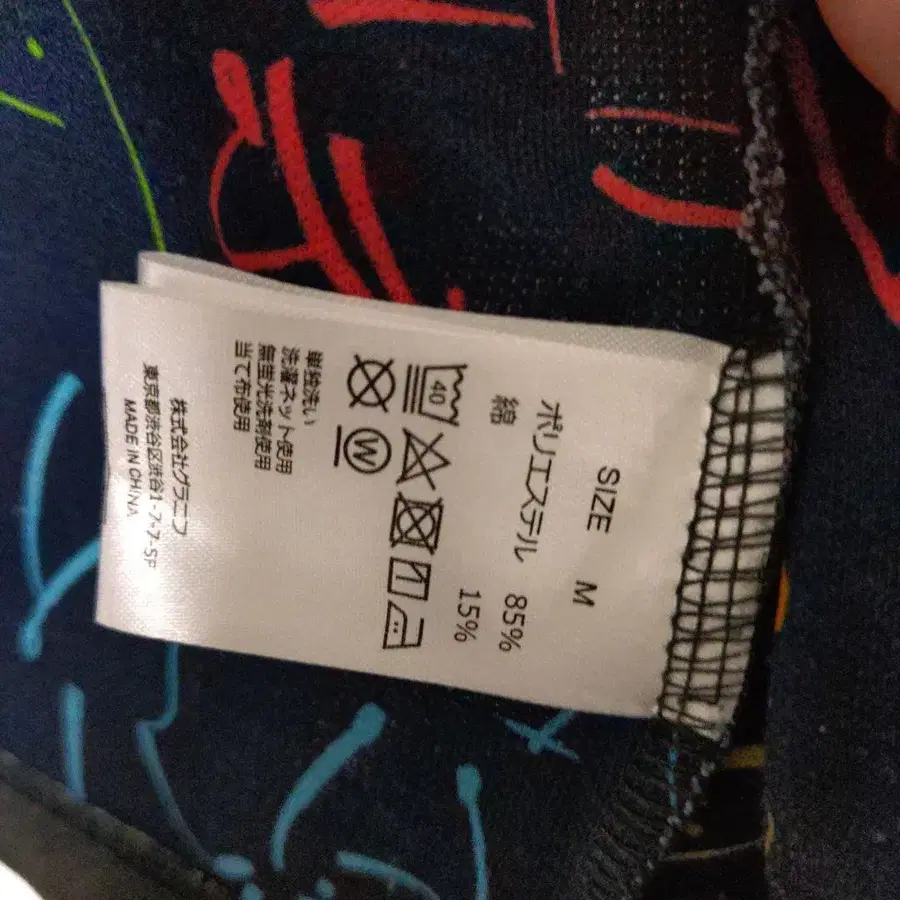 SIZE M
ポリエステル 85%
綿 15%
40
W
単独洗い
洗濯ネット使用
無蛍光洗剤使用
当て布使用
株式会社グラニフ
東京都渋谷区渋谷1-7-7-5F
MADE IN CHINA